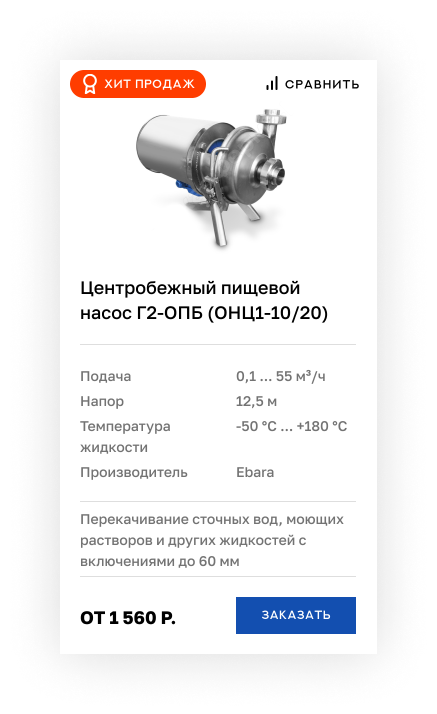 ХИТ ПРОДАЖ
СРАВНИТЬ
Центробежный пищевой
насос Г2-ОПБ (ОНЦ1-10/20)
Подача 0,1 ... 55 м³/ч
Напор 12,5 м
Температура -50 °C ... +180 °C
жидкости
Производитель Ebara
Перекачивание сточных вод, моющих
растворов и других жидкостей с
включениями до 60 мм
ОТ 1 560 Р.
ЗАКАЗАТЬ